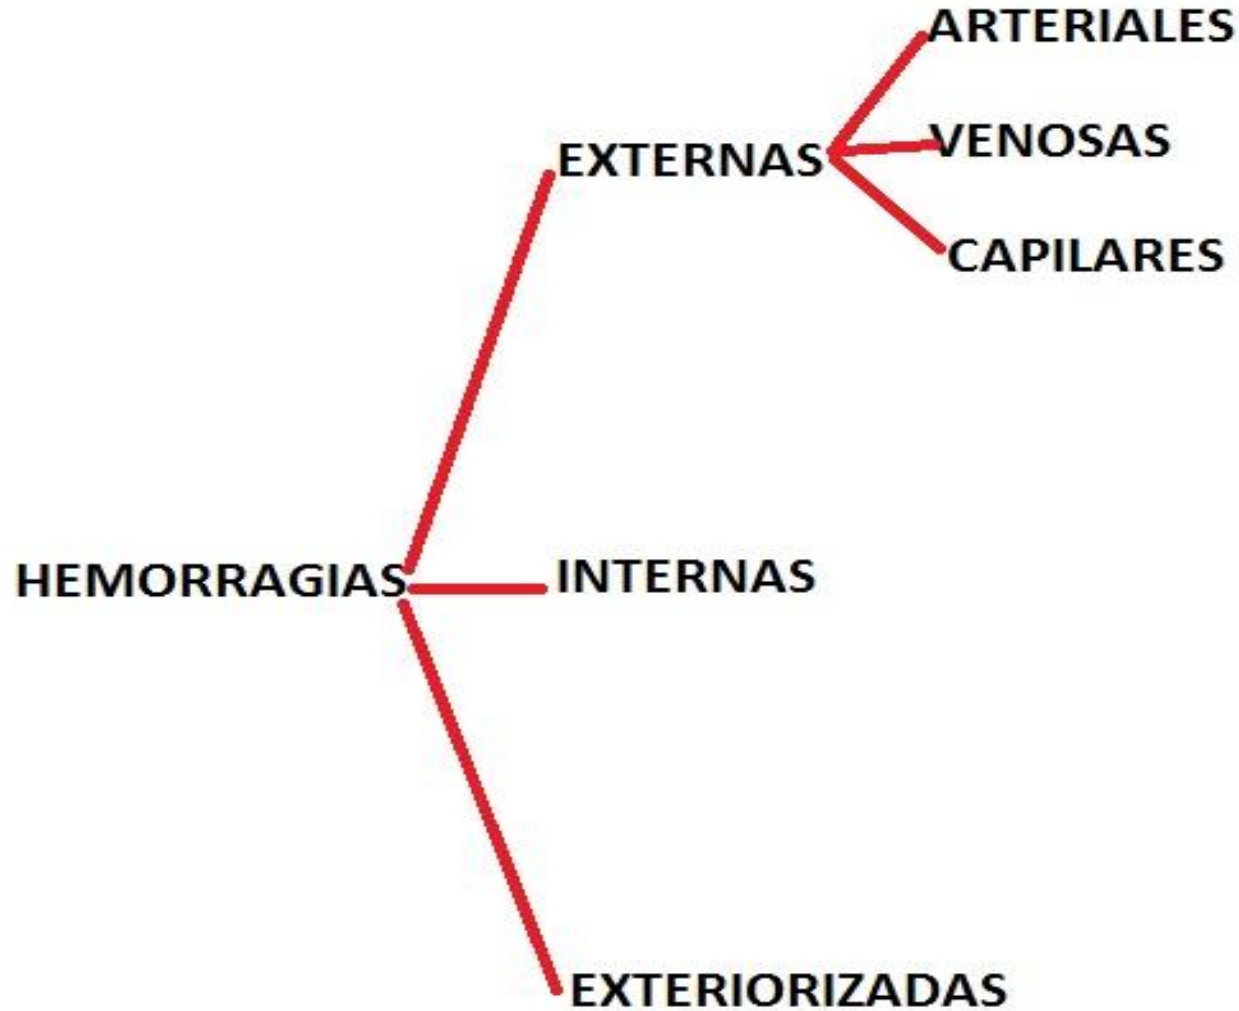 ARTERIALES
VENOSAS
EXTERNAS
CAPILARES
HEMORRAGIAS
INTERNAS
EXTERIORIZADAS